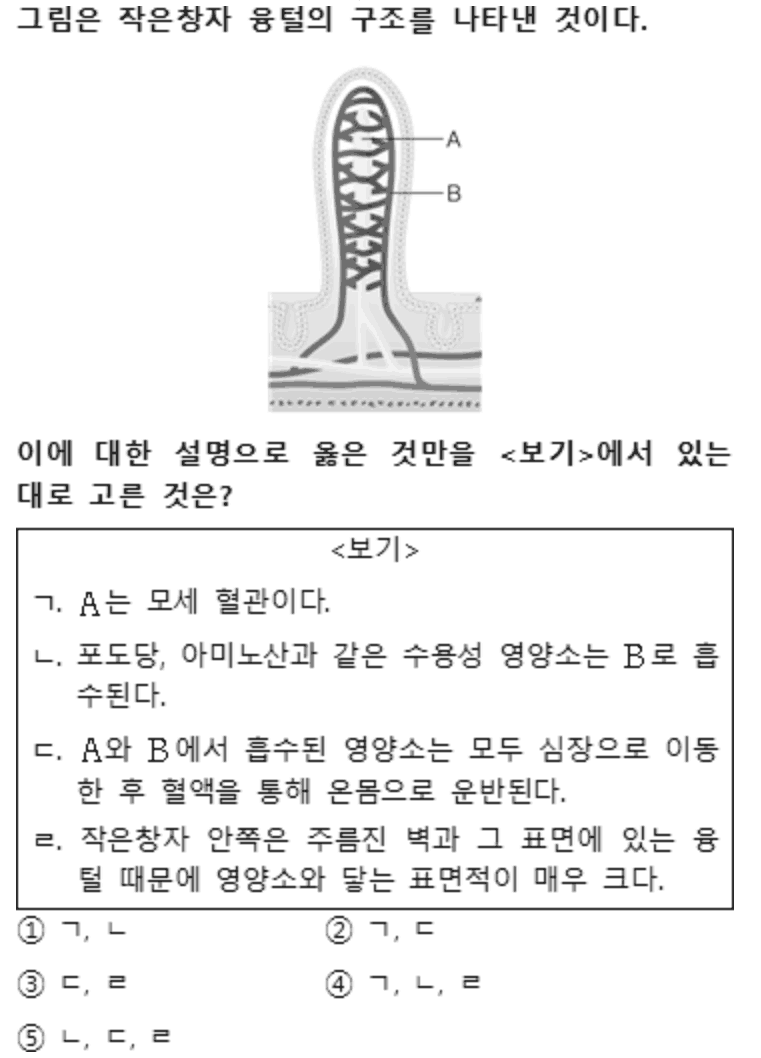 그림은 작은창자 융털의 구조를 나타낸 것이다.
A
B
이에 대한 설명으로 옳은 것만을 <보기>에서 있는
대로 고른 것은?
<보기>
ㄱ. A는 모세 혈관이다.
ㄴ. 포도당, 아미노산과 같은 수용성 영양소는 B로 흡
수된다.
ㄷ. A와 B에서 흡수된 영양소는 모두 심장으로 이동
한 후 혈액을 통해 온몸으로 운반된다.
ㄹ. 작은창자 안쪽은 주름진 벽과 그 표면에 있는 융
털 때문에 영양소와 닿는 표면적이 매우 크다.
① ㄱ, ㄴ ② ㄱ, ㄷ
③ ㄷ, ㄹ ④ ㄱ, ㄴ, ㄹ
⑤ ㄴ, ㄷ, ㄹ